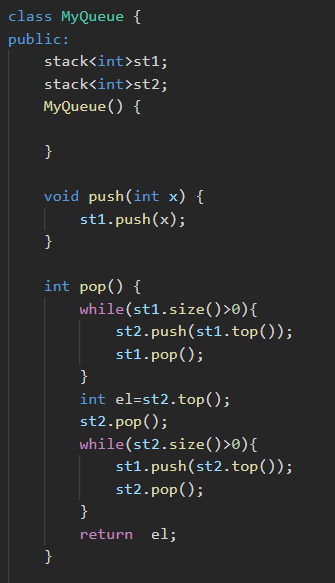 class MyQueue {
public:
    stack<int>st1;
    stack<int>st2;
    MyQueue() {

    }

    void push(int x) {
        st1.push(x);
    }

    int pop() {
        while(st1.size()>0){
            st2.push(st1.top());
            st1.pop();
        }
        int el=st2.top();
        st2.pop();
        while(st2.size()>0){
            st1.push(st2.top());
            st2.pop();
        }
        return  el;
    }